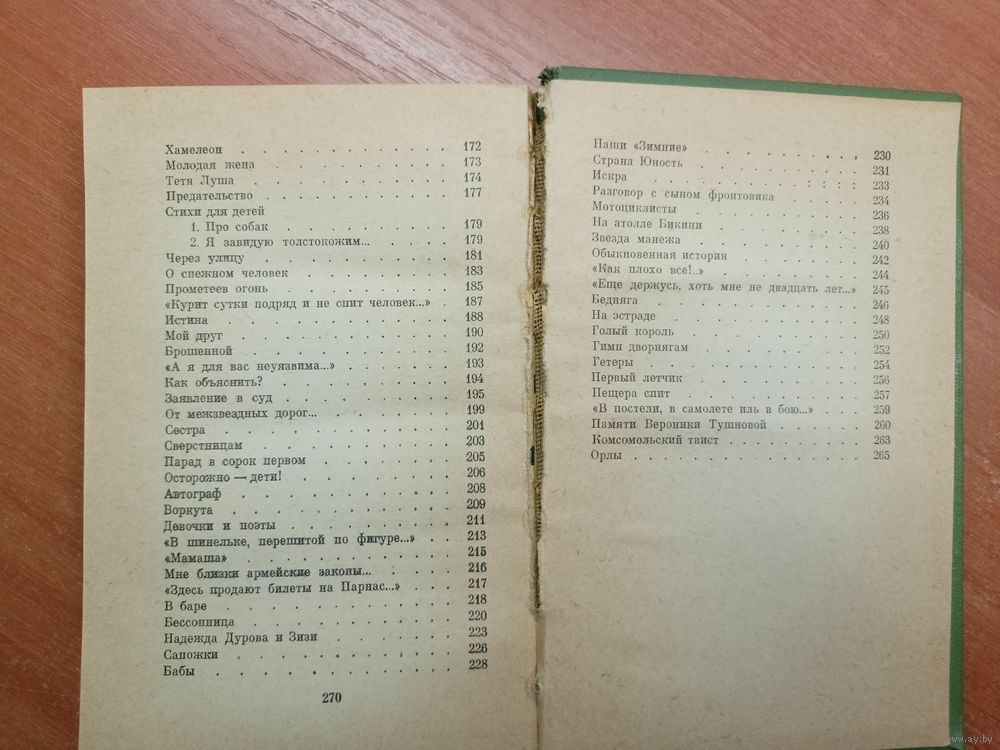 Хамелеон . . . . . . . . . . . 172
Молодая жена . . . . . . . . . 173
Тетя Луша . . . . . . . . . . 174
Предательство . . . . . . . . . 177
Стихи для детей
1. Про собак . . . . . . . . 179
2. Я завидую толстокожим... . . . . 179
Через улицу . . . . . . . . . 181
О снежном человек . . . . . . . 183
Прометеев огонь . . . . . . . . 185
«Курит сутки подряд и не спит человек...» 187
Истина . . . . . . . . . . . 188
Мой друг . . . . . . . . . . 190
Брошенной . . . . . . . . . . 192
«А я для вас неуязвима...» . . . . . 193
Как объяснить? . . . . . . . . 194
Заявление в суд . . . . . . . . 195
От межзвездных дорог... . . . . . . 199
Сестра . . . . . . . . . . . 201
Сверстницам . . . . . . . . . 203
Парад в сорок первом . . . . . . 205
Осторожно — дети! . . . . . . . 206
Автограф . . . . . . . . . . 208
Воркута . . . . . . . . . . . 209
Девочки и поэты . . . . . . . . 211
«В шинельке, перешитой по фигуре...» . . 213
«Мамаша» . . . . . . . . . . 215
Мне близки армейские законы... . . . . 216
«Здесь продают билеты на Парнас...» . . . 217
В баре . . . . . . . . . . . 218
Бессонница . . . . . . . . . . 220
Надежда Дурова и Зизи . . . . . . 223
Сапожки . . . . . . . . . . . 226
Бабы . . . . . . . . . . . . 228
270
Наши «Зимние» . . . . . . . . . 230
Страна Юность . . . . . . . . . 231
Искра . . . . . . . . . . . 233
Разговор с сыном фронтовика . . . . 234
Мотоциклисты . . . . . . . . . 236
На атолле Бикини . . . . . . . . 238
Звезда манежа . . . . . . . . . 240
Обыкновенная история . . . . . . 242
«Как плохо все!..» . . . . . . . . 244
«Еще держусь, хоть мне не двадцать лет...» 245
Бедняга . . . . . . . . . . . 246
На эстраде . . . . . . . . . . 248
Голый король . . . . . . . . . 250
Гимн дворнягам . . . . . . . . 252
Гетеры . . . . . . . . . . . 254
Первый летчик . . . . . . . . . 256
Пещера спит . . . . . . . . . 257
«В постели, в самолете иль в бою...» . . 259
Памяти Вероники Тушновой . . . . . 260
Комсомольский твист . . . . . . . 263
Орлы . . . . . . . . . . . . 265
www.ay.by